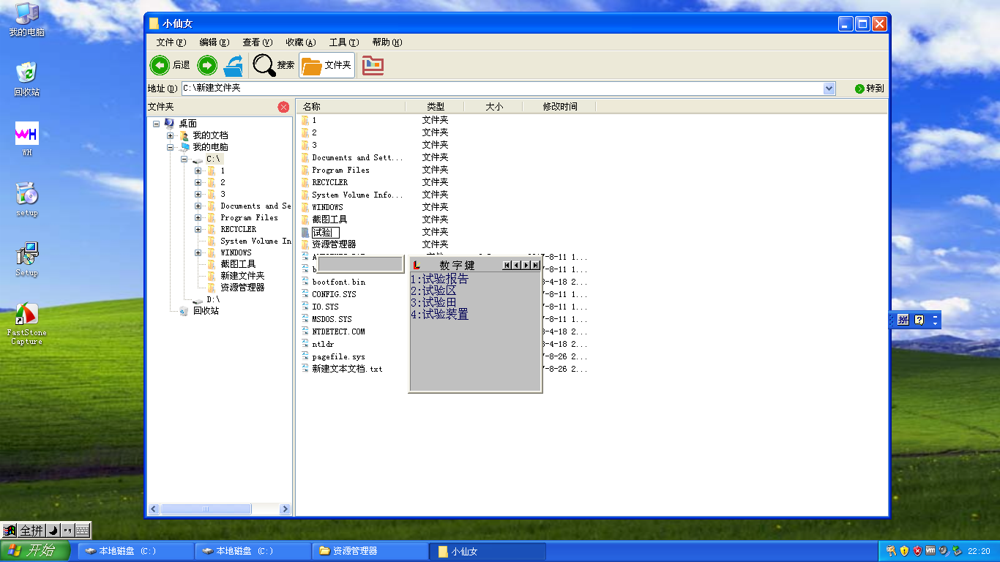 我的电脑
回收站
WH
WH
setup
Setup
FastStone
Capture
小仙女
文件(F) 编辑(E) 查看(V) 收藏(A) 工具(T) 帮助(H)
后退 搜索 文件夹
地址(D) C:\新建文件夹 转到
文件夹
桌面
我的文档
我的电脑
C:\
1
2
3
Documents and Se
Program Files
RECYCLER
System Volume In
WINDOWS
截图工具
新建文件夹
资源管理器
D:\
回收站
名称 类型 大小 修改时间
1 文件夹
2 文件夹
3 文件夹
Documents and Sett... 文件夹
Program Files 文件夹
RECYCLER 文件夹
System Volume Info... 文件夹
WINDOWS 文件夹
截图工具 文件夹
试验 文件夹
资源管理器 文件夹
7-8-11 1...
7-8-11 1...
bootfont.bin 3-4-18 2...
CONFIG.SYS 7-8-11 1...
IO.SYS 7-8-11 1...
MSDOS.SYS 7-8-11 1...
NTDETECT.COM 3-4-18 2...
ntldr 3-4-18 2...
pagefile.sys 7-8-26 2...
新建文本文档.txt 7-8-26 2...
数字键
1:试验报告
2:试验区
3:试验田
4:试验装置
拼
全拼
开始 本地磁盘 (C:) 本地磁盘 (C:) 资源管理器 小仙女 22:20